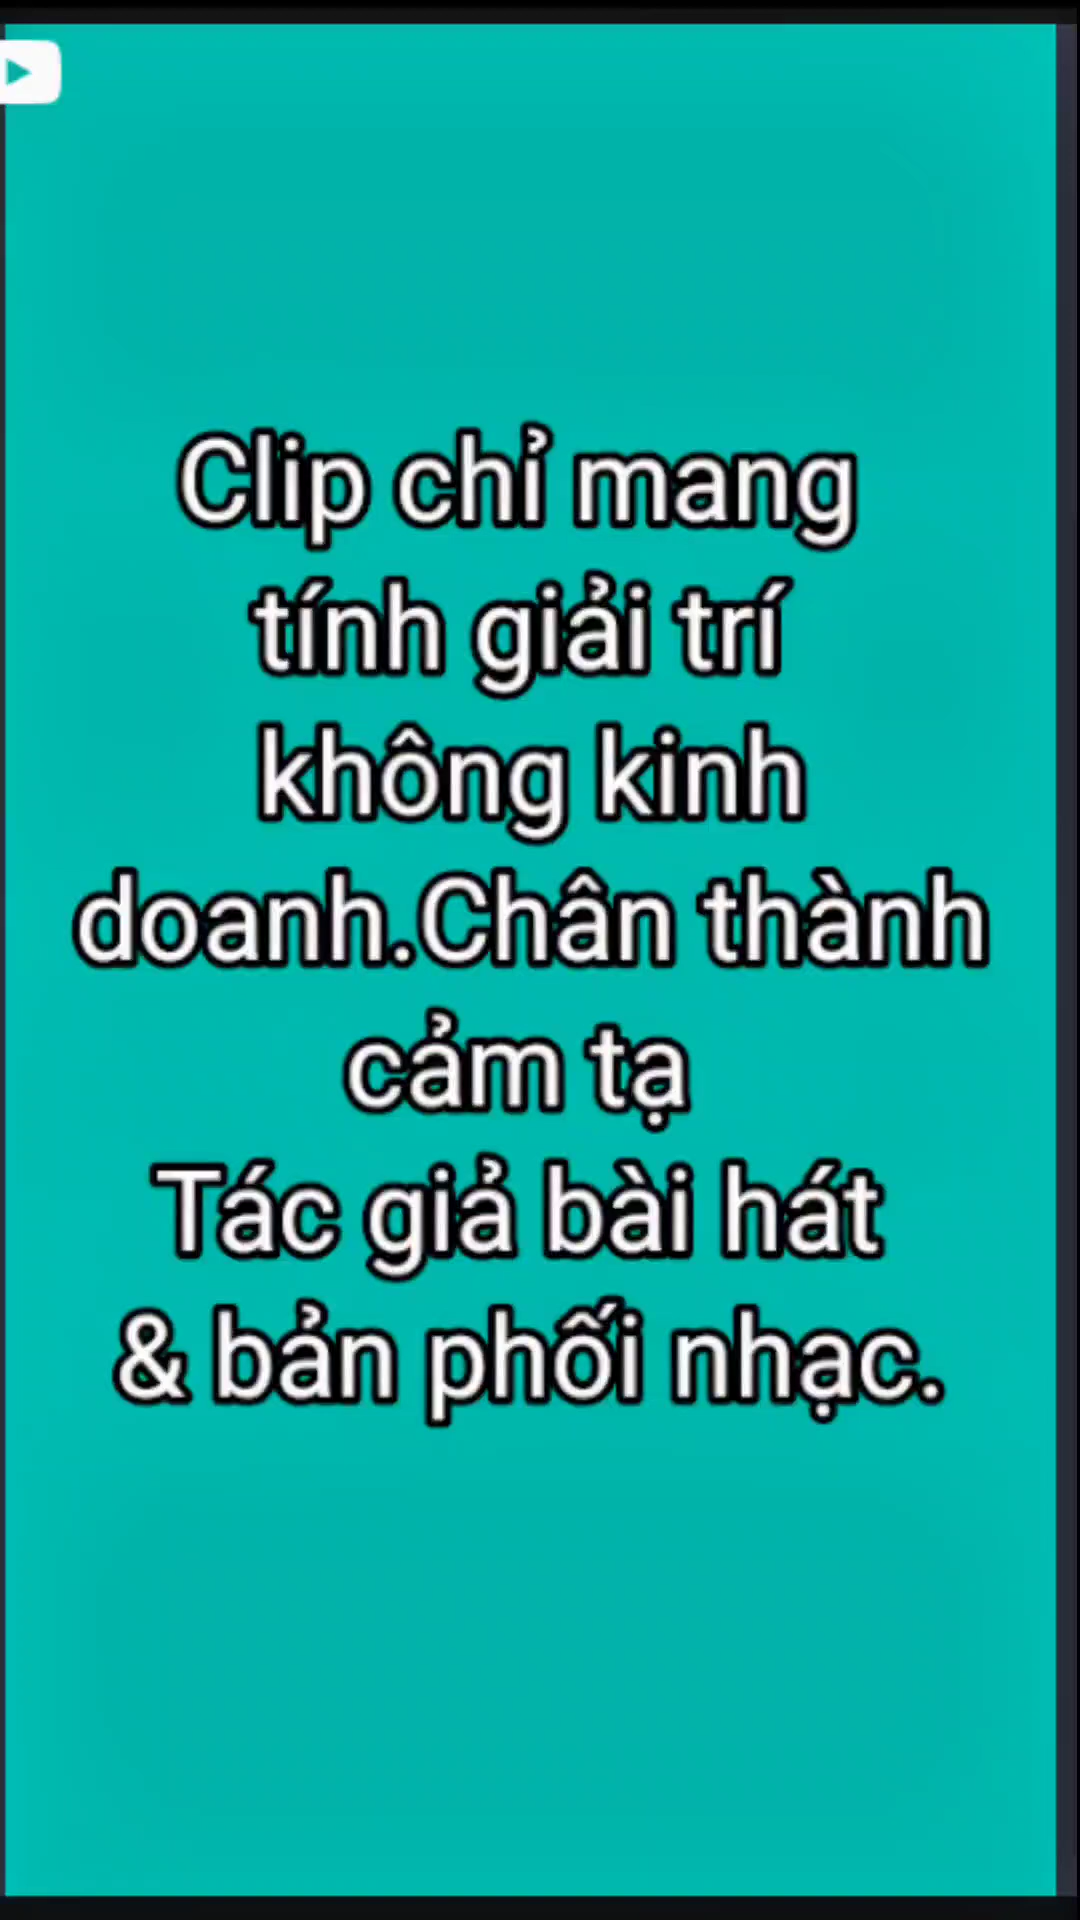 Clip chỉ mang
tính giải trí
không kinh
doanh.Chân thành
cảm tạ
Tác giả bài hát
& bản phối nhạc.